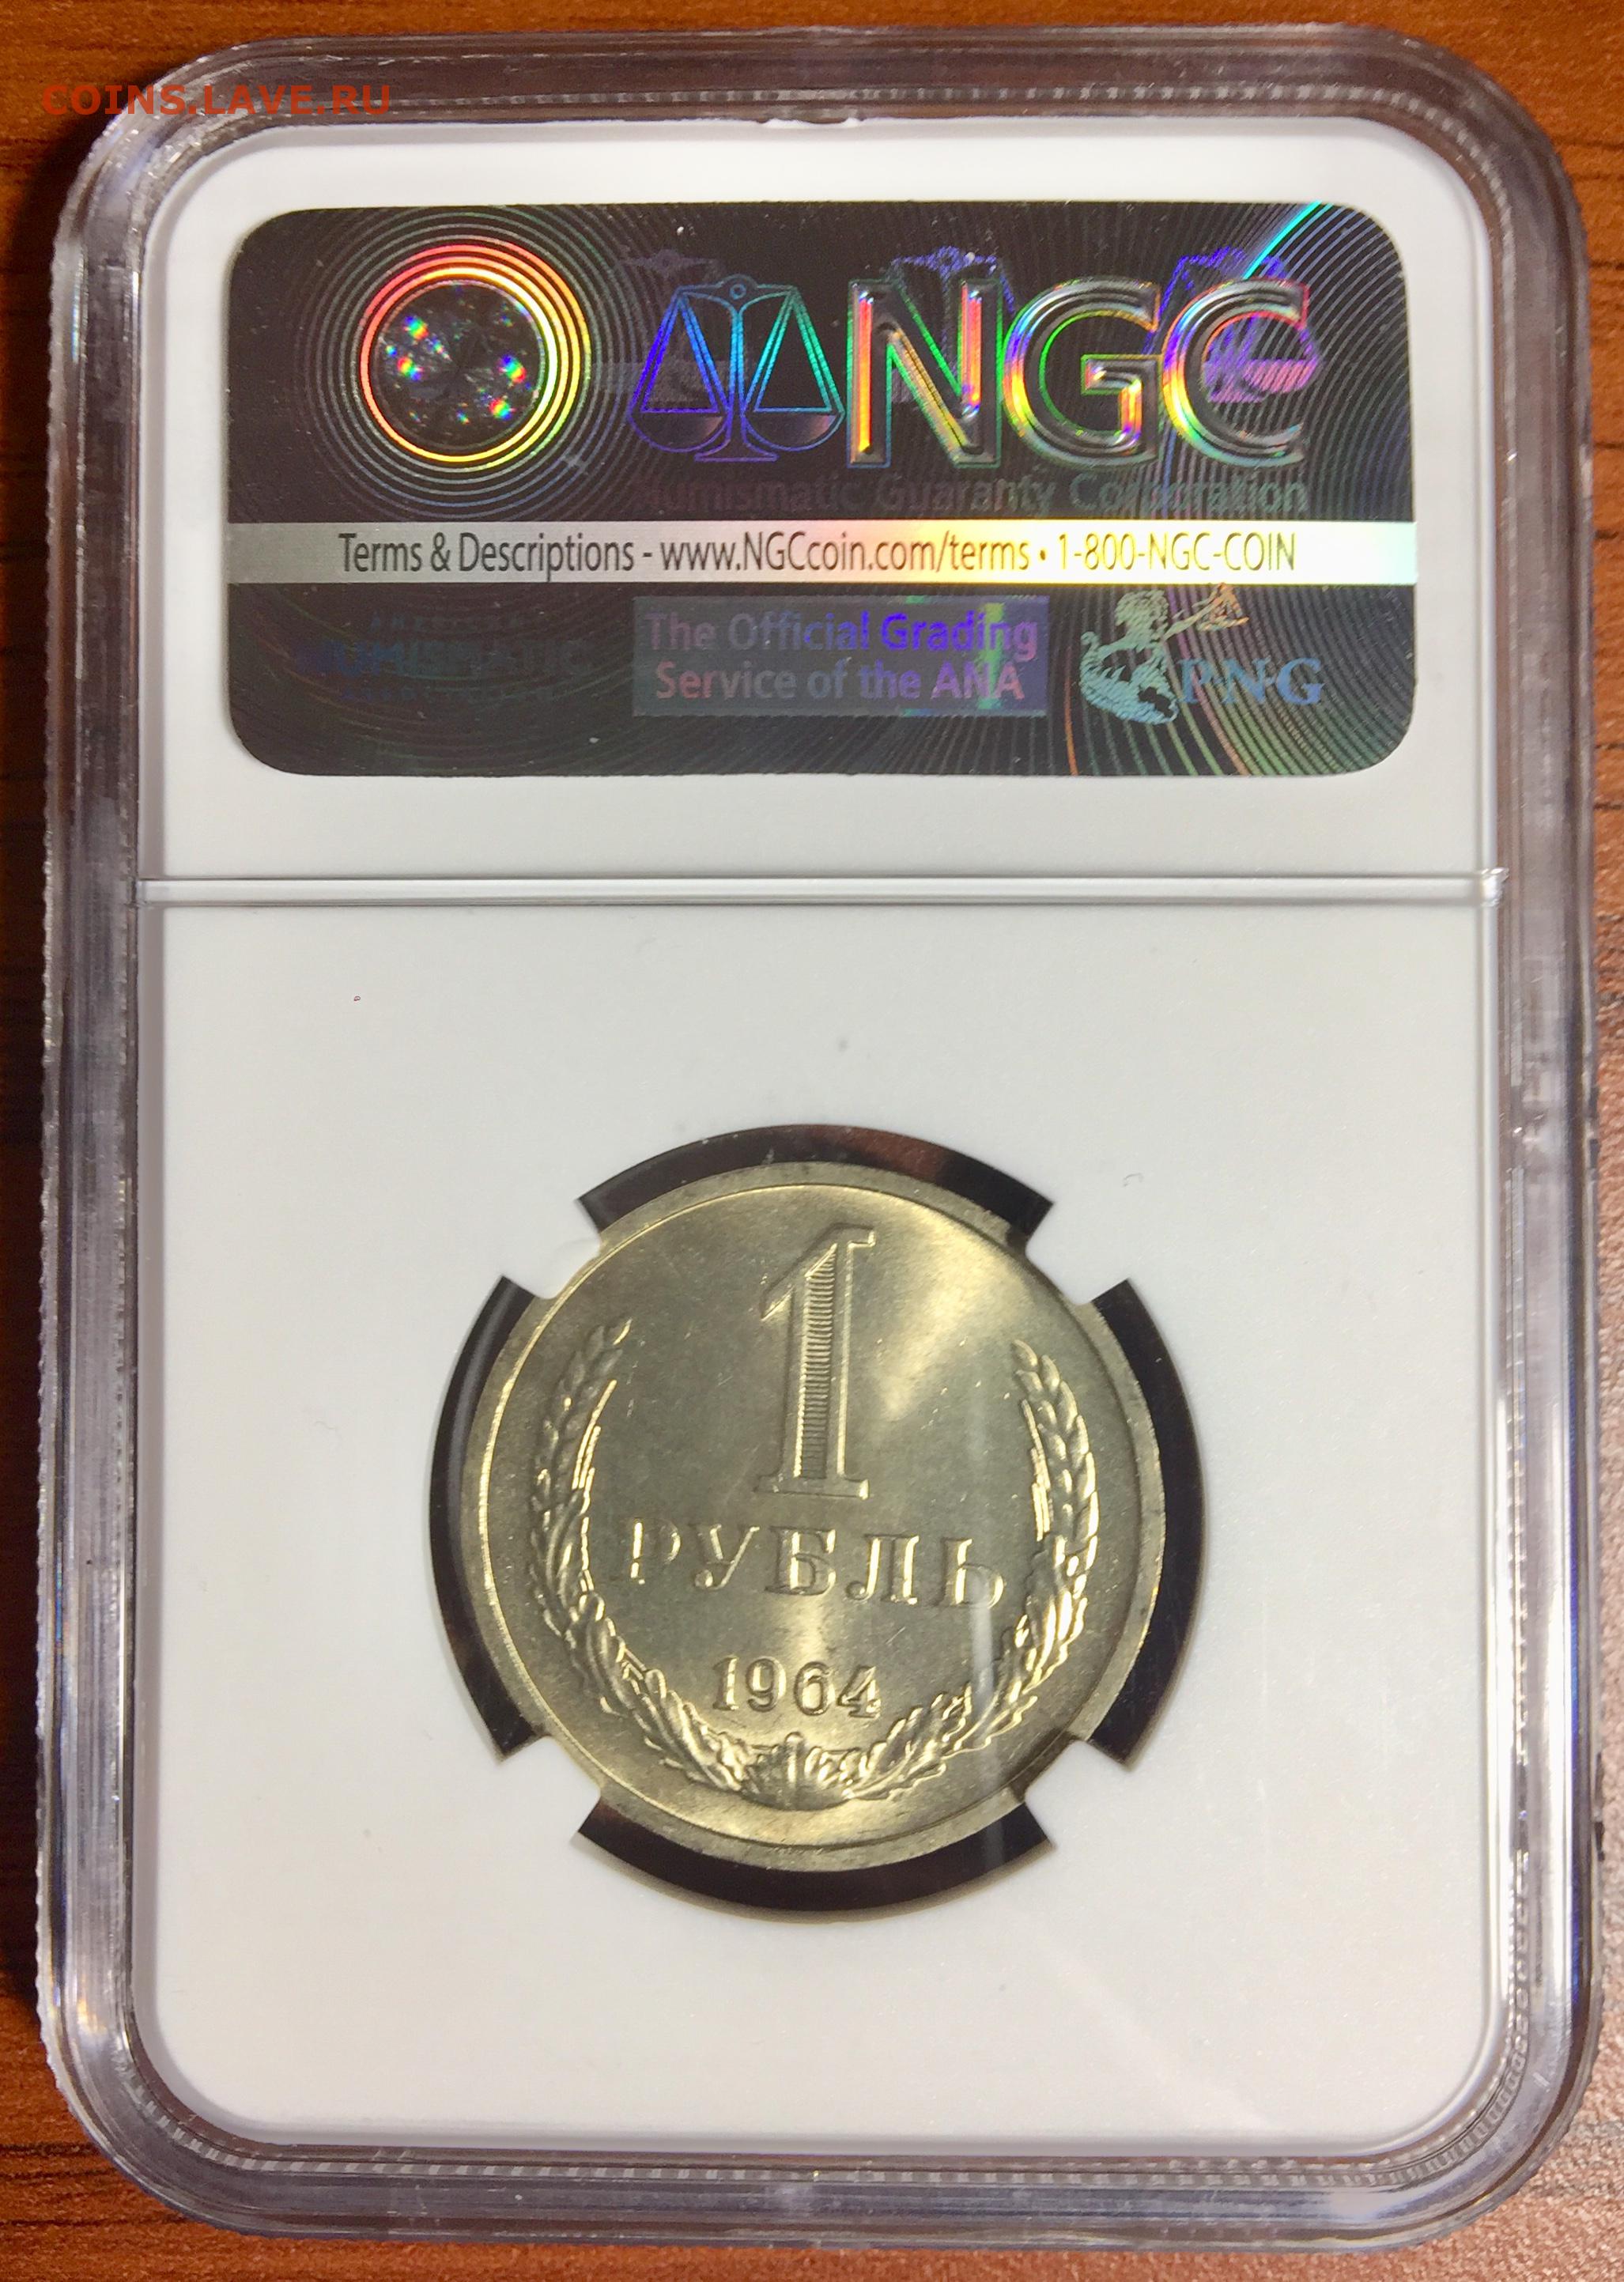 COINS.LAVE.RU
NGC
Numismatic Guaranty Corporation
Terms & Descriptions - www.NGCcoin.com/terms • 1-800-NGC-COIN
NUMISMATIC
The Official Grading
Service of the ANA
PNG
1
РУБЛЬ
1964